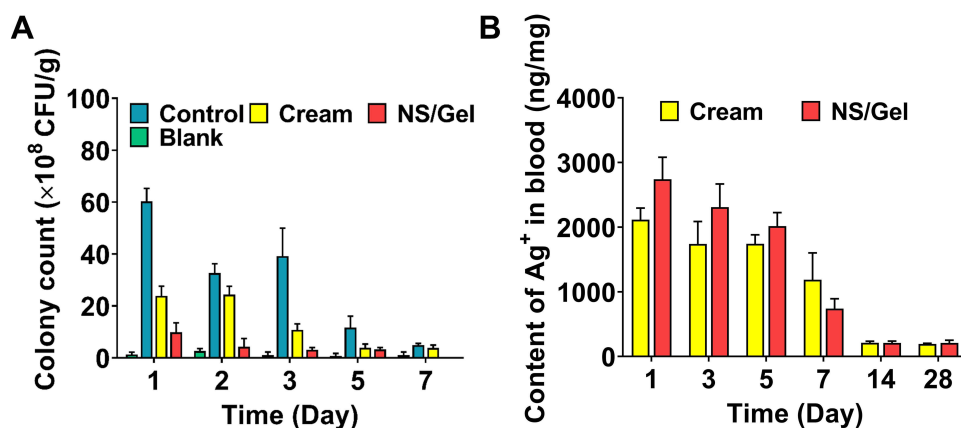 A
Colony count (×10⁸ CFU/g)
100
80
60
40
20
0
Control
Cream
NS/Gel
Blank
1 2 3 5 7
Time (Day)
B
Content of Ag⁺ in blood (ng/mg)
4000
3000
2000
1000
0
Cream
NS/Gel
1 3 5 7 14 28
Time (Day)